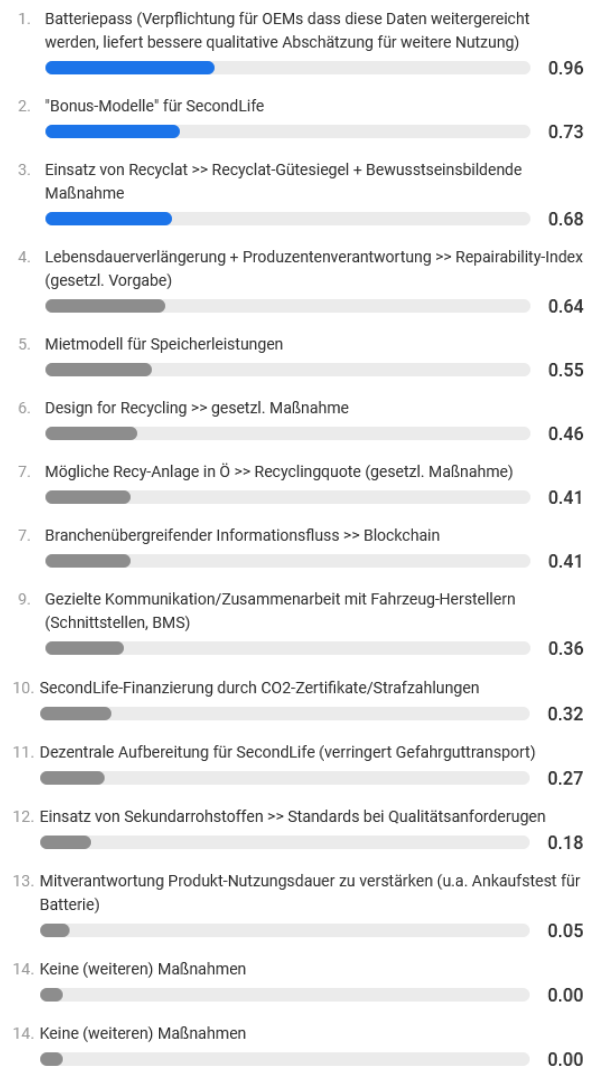 1. Batteriepass (Verpflichtung für OEMs dass diese Daten weitergereicht
werden, liefert bessere qualitative Abschätzung für weitere Nutzung)
0.96
2. "Bonus-Modelle" für SecondLife
0.73
3. Einsatz von Recyclat >> Recyclat-Gütesiegel + Bewusstseinsbildende
Maßnahme
0.68
4. Lebensdauerverlängerung + Produzentenverantwortung >> Repairability-Index
(gesetzl. Vorgabe)
0.64
5. Mietmodell für Speicherleistungen
0.55
6. Design for Recycling >> gesetzl. Maßnahme
0.46
7. Mögliche Recy-Anlage in Ö >> Recyclingquote (gesetzl. Maßnahme)
0.41
7. Branchenübergreifender Informationsfluss >> Blockchain
0.41
9. Gezielte Kommunikation/Zusammenarbeit mit Fahrzeug-Herstellern
(Schnittstellen, BMS)
0.36
10. SecondLife-Finanzierung durch CO2-Zertifikate/Strafzahlungen
0.32
11. Dezentrale Aufbereitung für SecondLife (verringert Gefahrguttransport)
0.27
12. Einsatz von Sekundarrohstoffen >> Standards bei Qualitätsanforderugen
0.18
13. Mitverantwortung Produkt-Nutzungsdauer zu verstärken (u.a. Ankaufstest für
Batterie)
0.05
14. Keine (weiteren) Maßnahmen
0.00
14. Keine (weiteren) Maßnahmen
0.00